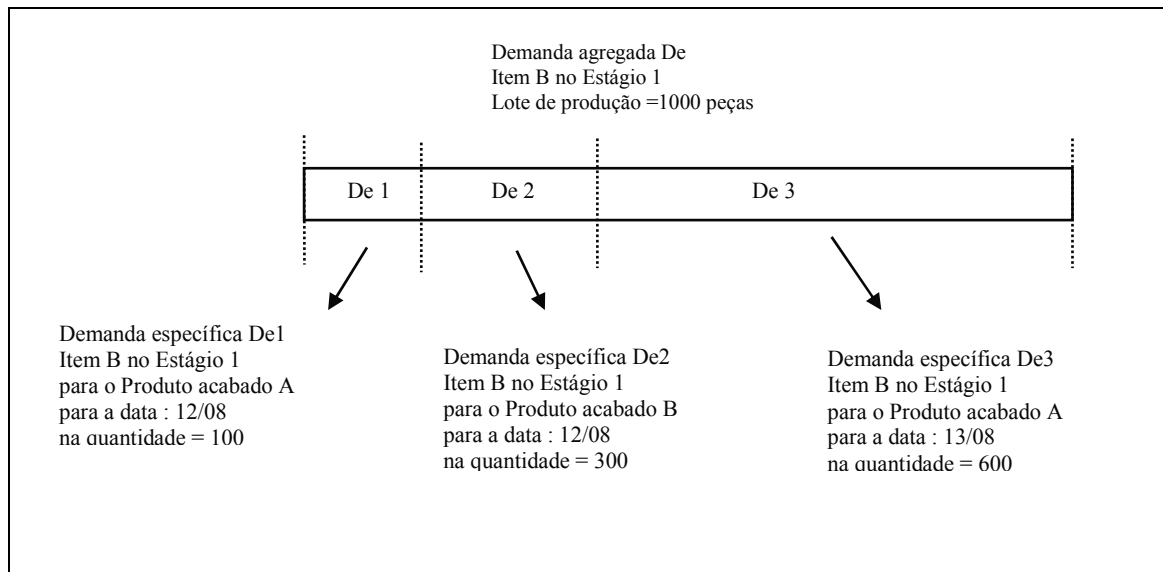 Demanda agregada De
Item B no Estágio 1
Lote de produção =1000 peças
De 1
De 2
De 3
Demanda específica De1
Item B no Estágio 1
para o Produto acabado A
para a data : 12/08
na quantidade = 100
Demanda específica De2
Item B no Estágio 1
para o Produto acabado B
para a data : 12/08
na quantidade = 300
Demanda específica De3
Item B no Estágio 1
para o Produto acabado A
para a data : 13/08
na quantidade = 600